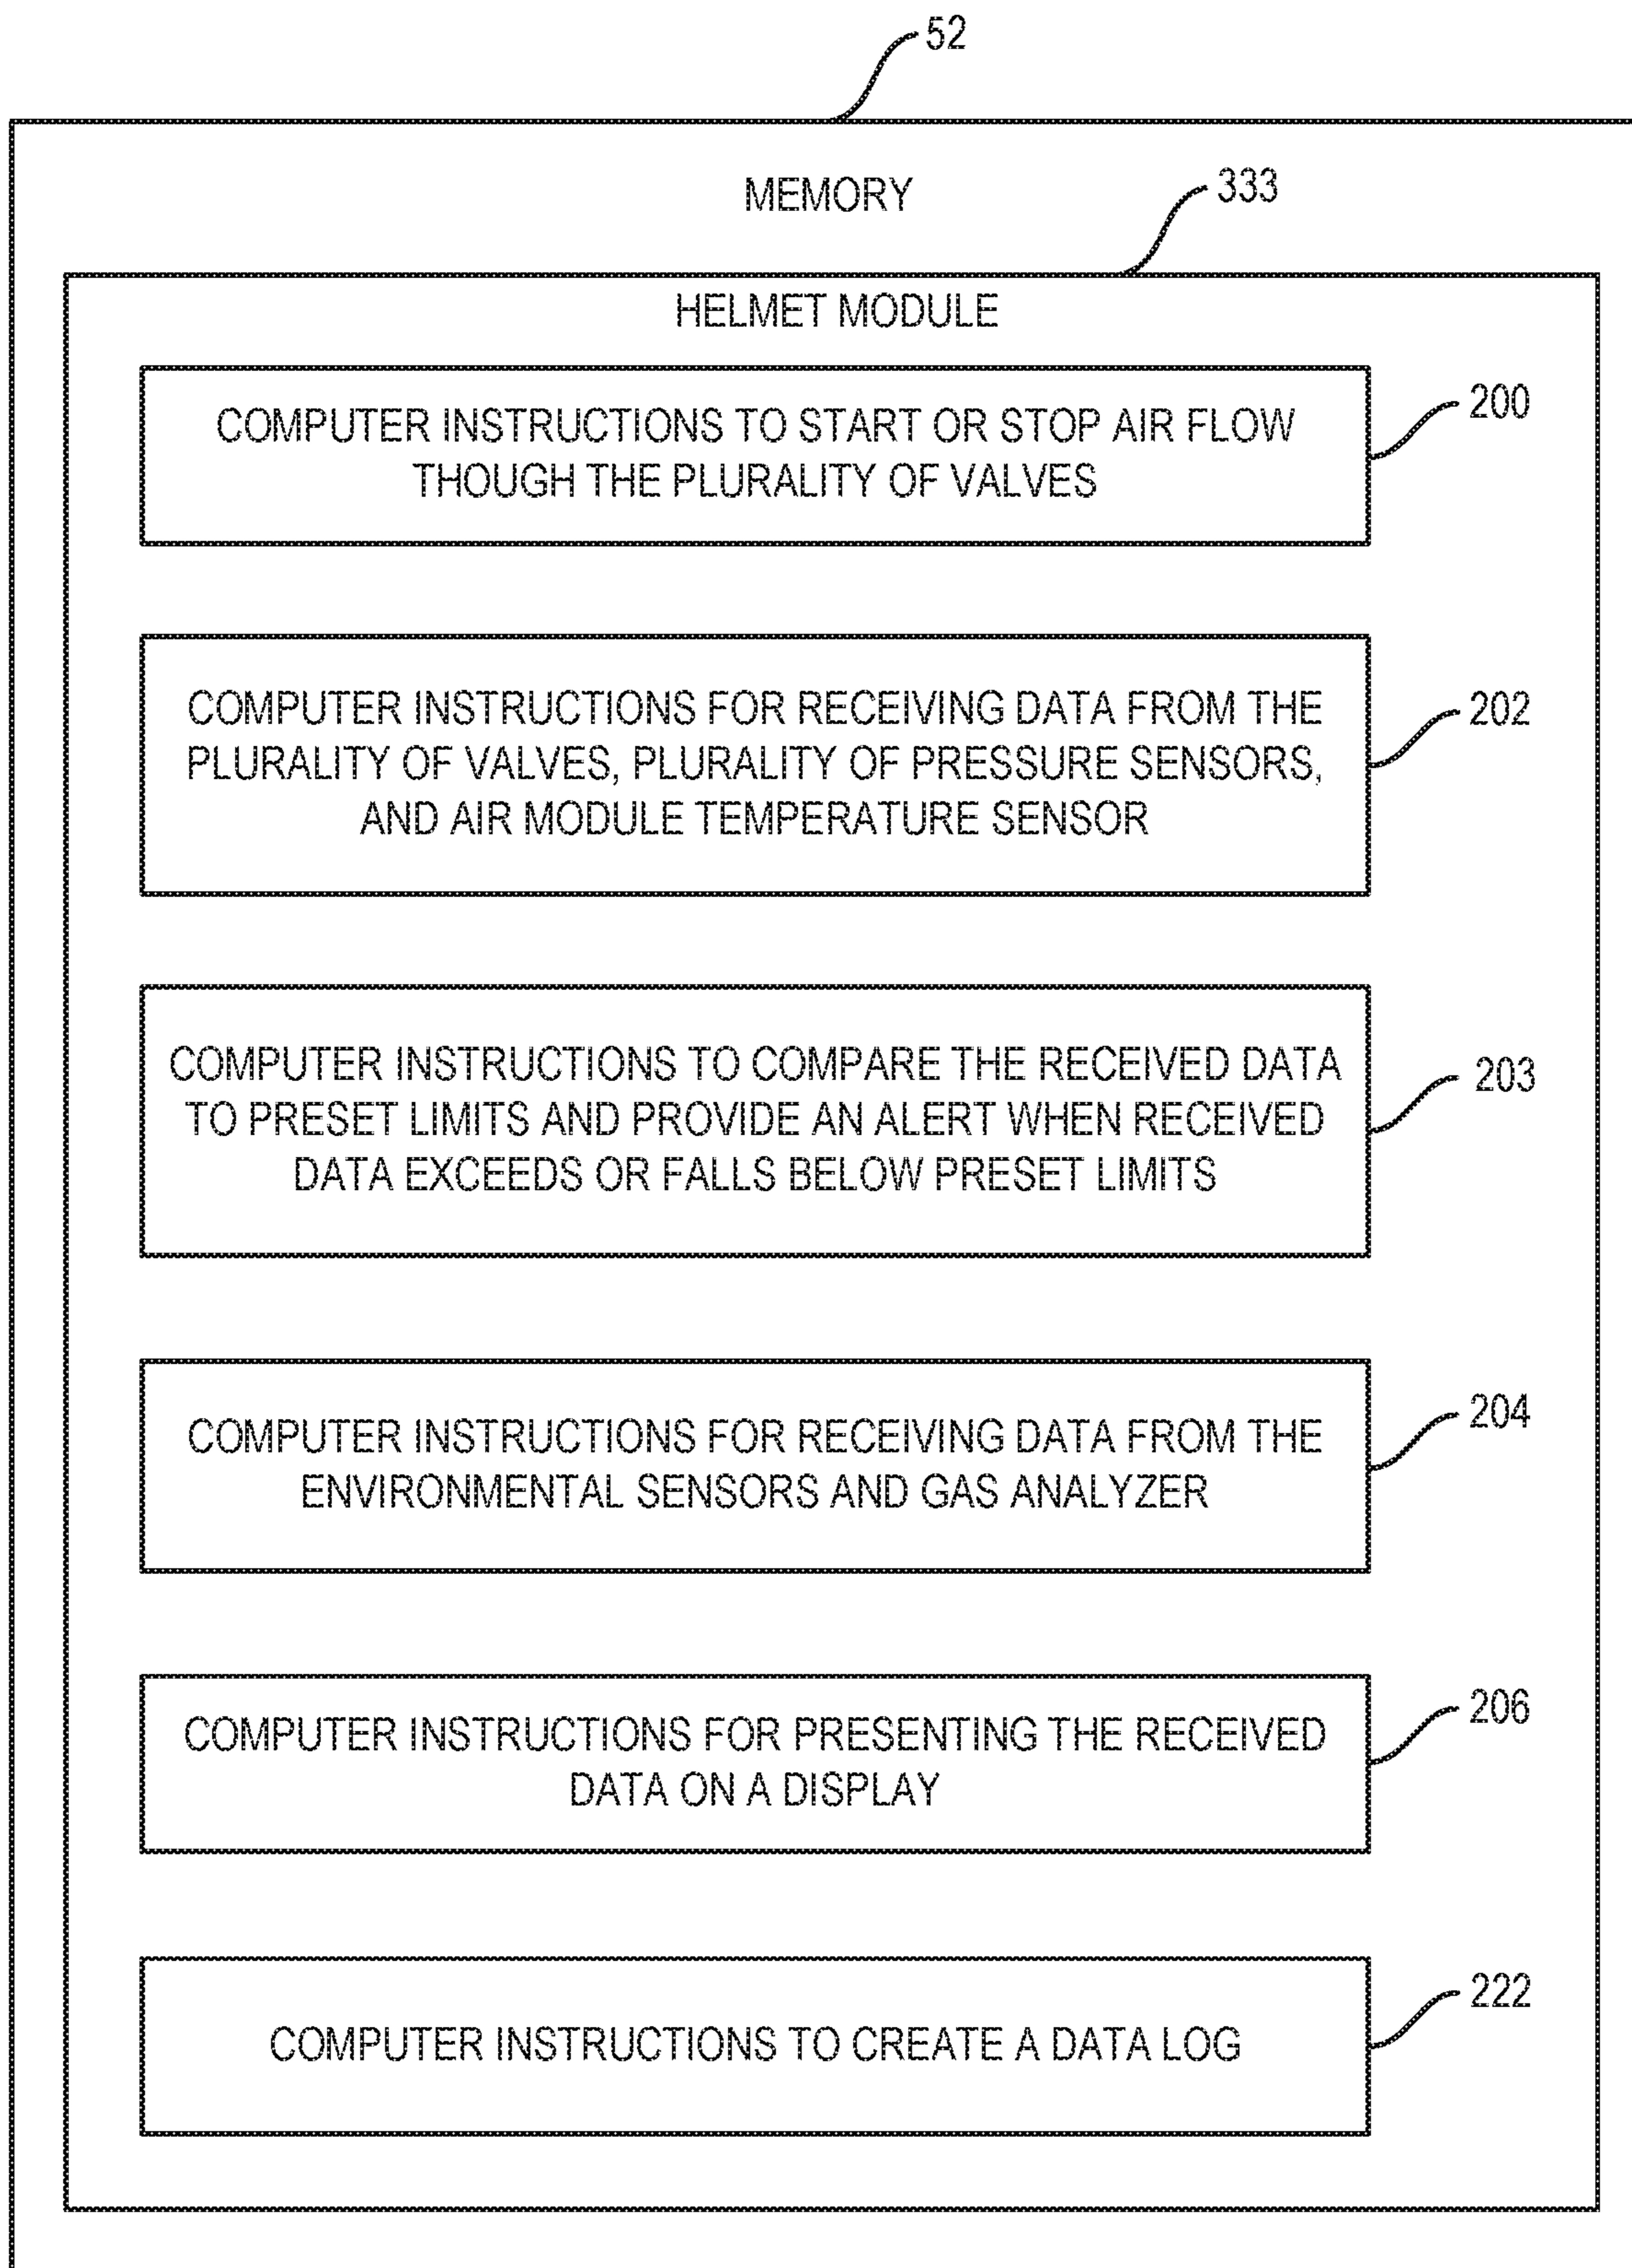 52
MEMORY
333
HELMET MODULE
COMPUTER INSTRUCTIONS TO START OR STOP AIR FLOW
THOUGH THE PLURALITY OF VALVES
200
COMPUTER INSTRUCTIONS FOR RECEIVING DATA FROM THE
PLURALITY OF VALVES, PLURALITY OF PRESSURE SENSORS,
AND AIR MODULE TEMPERATURE SENSOR
202
COMPUTER INSTRUCTIONS TO COMPARE THE RECEIVED DATA
TO PRESET LIMITS AND PROVIDE AN ALERT WHEN RECEIVED
DATA EXCEEDS OR FALLS BELOW PRESET LIMITS
203
COMPUTER INSTRUCTIONS FOR RECEIVING DATA FROM THE
ENVIRONMENTAL SENSORS AND GAS ANALYZER
204
COMPUTER INSTRUCTIONS FOR PRESENTING THE RECEIVED
DATA ON A DISPLAY
206
COMPUTER INSTRUCTIONS TO CREATE A DATA LOG
222